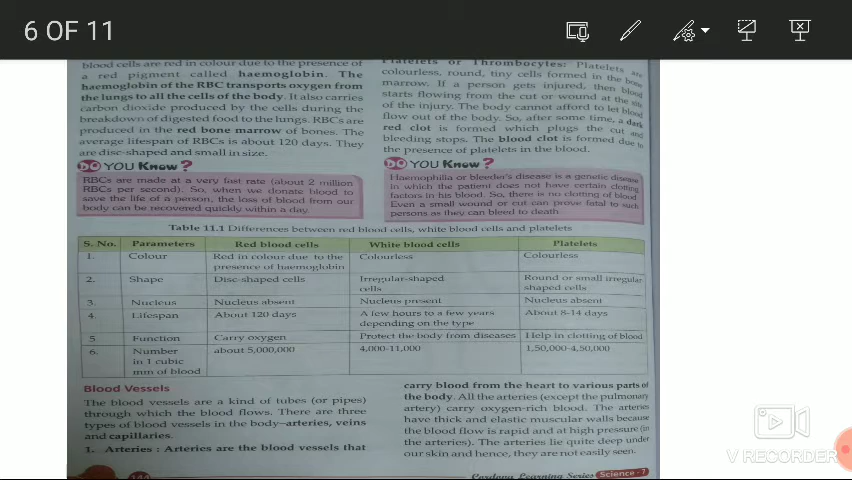 6 OF 11
blood cells are red in colour due to the presence of
a red pigment called haemoglobin. The
haemoglobin of the RBC transports oxygen from
the lungs to all the cells of the body. It also carries
carbon dioxide produced by the cells during the
breakdown of digested food to the lungs. RBCs are
produced in the red bone marrow of bones. The
average lifespan of RBCs is about 120 days. They
are disc-shaped and small in size.
DO YOU Know?
RBCs are made at a very fast rate (about 2 million
RBCs per second). So, when we donate blood to
save the life of a person, the loss of blood from our
body can be recovered quickly within a day.
Platelets or Thrombocytes: Platelets are
colourless, round, tiny cells formed in the bone
marrow. If a person gets injured, then blood
starts flowing from the cut or wound at the site
of the injury. The body cannot afford to let blood
flow out of the body. So, after some time, a dark
red clot is formed which plugs the cut and
bleeding stops. The blood clot is formed due to
the presence of platelets in the blood.
DO YOU Know?
Haemophilia or bleeder's disease is a genetic disease
in which the patient does not have certain clotting
factors in his blood. So, there is no clotting of blood.
Even a small wound or cut can prove fatal to such
persons as they can bleed to death.
Table 11.1 Differences between red blood cells, white blood cells and platelets
S. No. Parameters Red blood cells White blood cells Platelets
1. Colour Red in colour due to the presence of haemoglobin Colourless Colourless
2. Shape Disc-shaped cells Irregular-shaped cells Round or small irregular shaped cells
3. Nucleus Nucleus absent Nucleus present Nucleus absent
4. Lifespan About 120 days A few hours to a few years depending on the type About 8-14 days
5 Function Carry oxygen Protect the body from diseases Help in clotting of blood
6. Number in 1 cubic mm of blood about 5,000,000 4,000-11,000 1,50,000-4,50,000
Blood Vessels
The blood vessels are a kind of tubes (or pipes)
through which the blood flows. There are three
types of blood vessels in the body-arteries, veins
and capillaries.
1. Arteries : Arteries are the blood vessels that
carry blood from the heart to various parts of
the body. All the arteries (except the pulmonary
artery) carry oxygen-rich blood. The arteries
have thick and elastic muscular walls because
the blood flow is rapid and at high pressure (in
the arteries). The arteries lie quite deep under
our skin and hence, they are not easily seen.
144
Cordova Learning Series Science - 7
V RECORDER